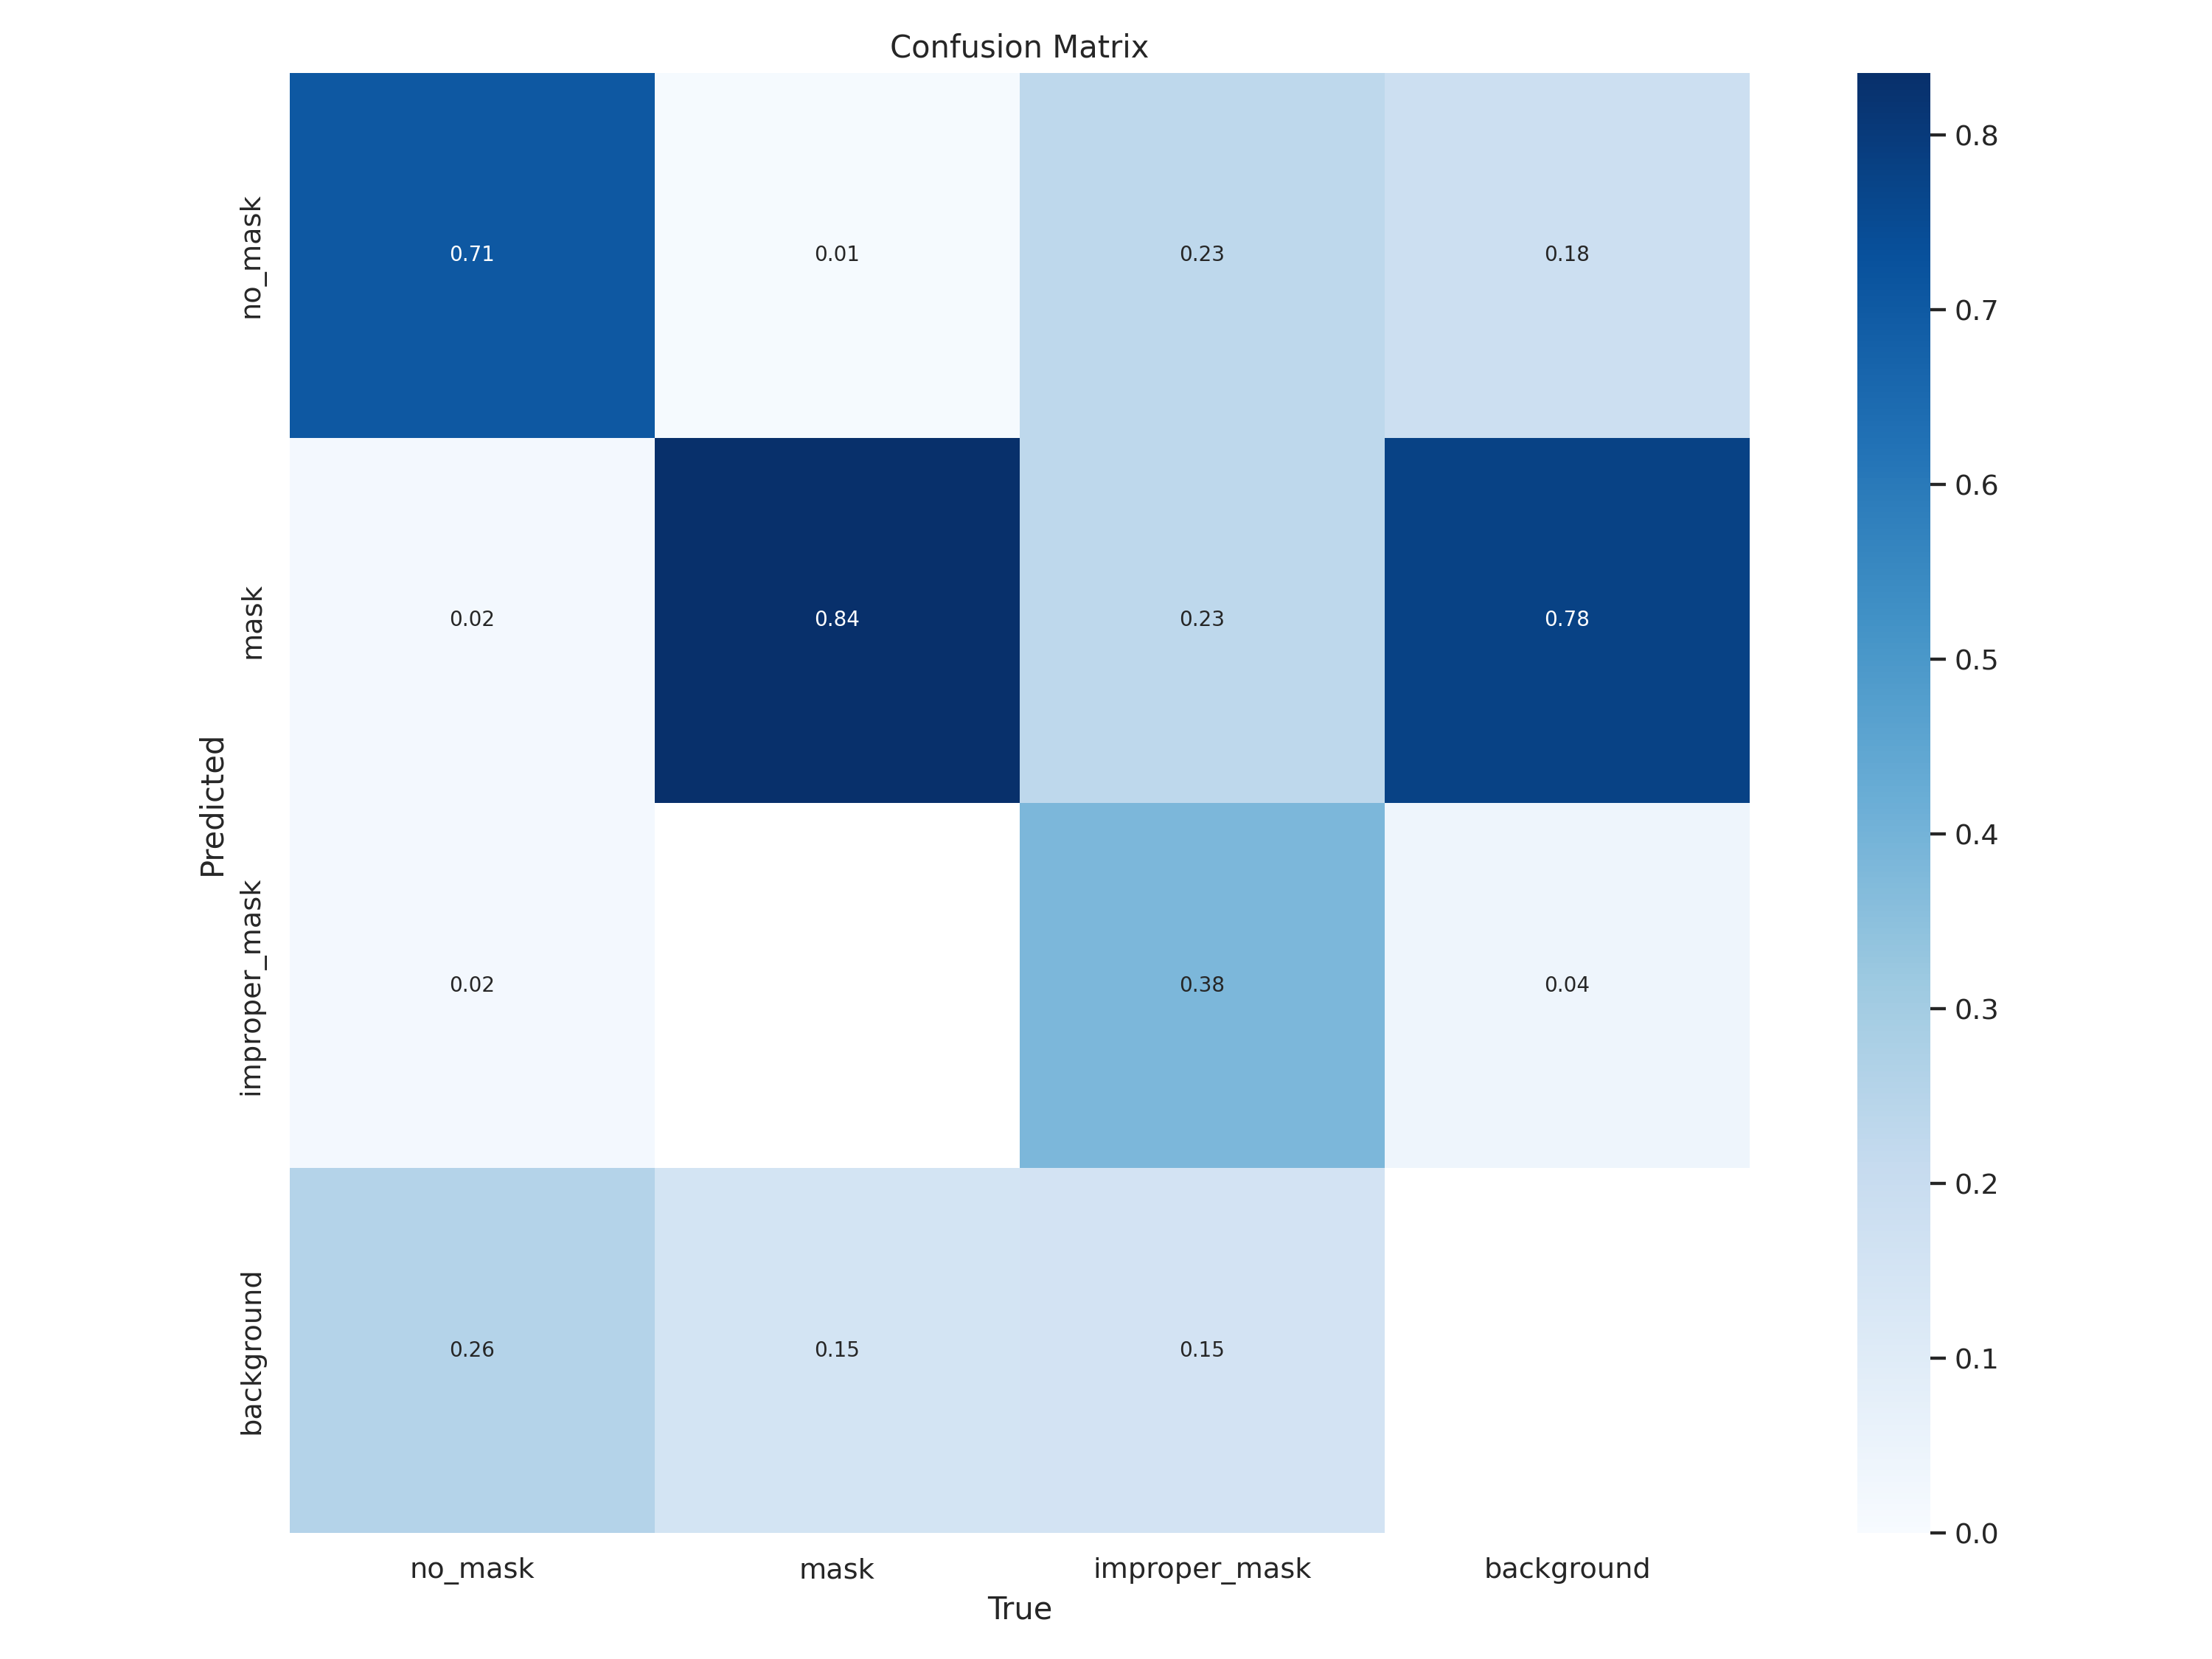 Confusion Matrix
no_mask
0.71
0.01
0.23
0.18
mask
0.02
0.84
0.23
0.78
improper_mask
0.02
0.38
0.04
background
0.26
0.15
0.15
Predicted
no_mask
mask
improper_mask
background
True
0.8
0.7
0.6
0.5
0.4
0.3
0.2
0.1
0.0